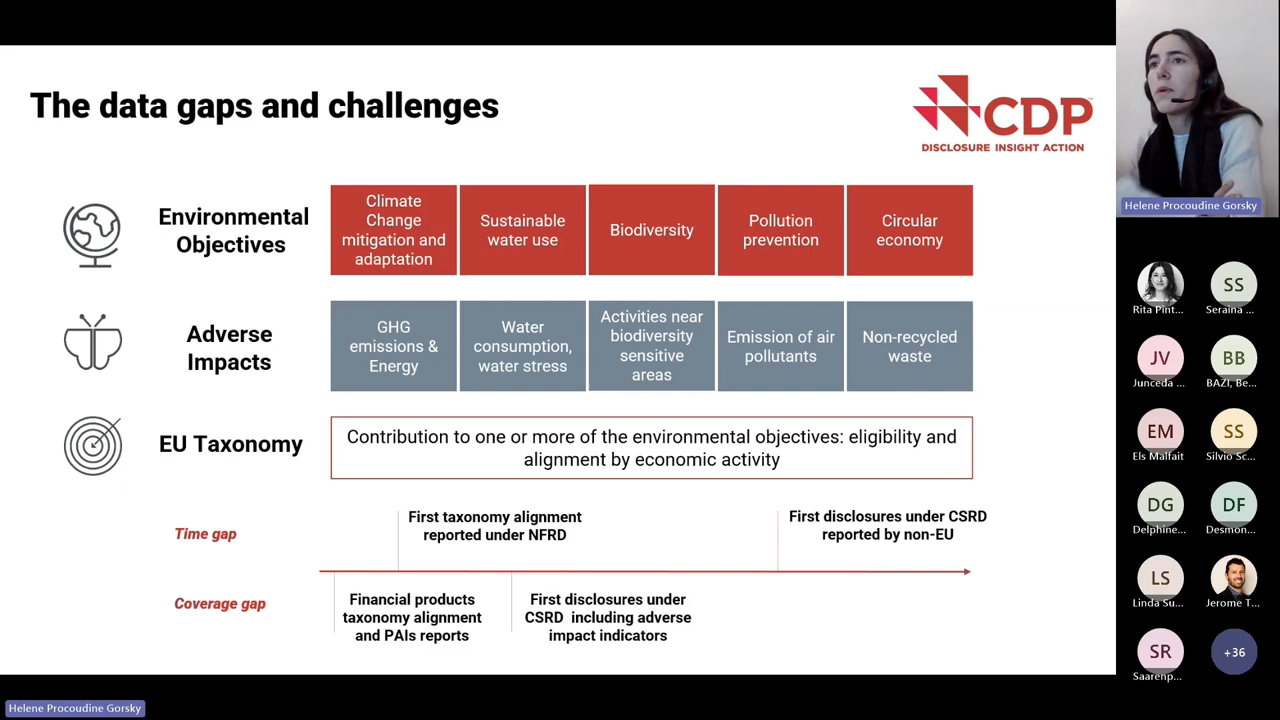 The data gaps and challenges
CDP
DISCLOSURE INSIGHT ACTION
Environmental
Objectives
Climate
Change
mitigation and
adaptation
Sustainable
water use
Biodiversity
Pollution
prevention
Circular
economy
Adverse
Impacts
GHG
emissions &
Energy
Water
consumption,
water stress
Activities near
biodiversity
sensitive
areas
Emission of air
pollutants
Non-recycled
waste
EU Taxonomy
Contribution to one or more of the environmental objectives: eligibility and
alignment by economic activity
Time gap
First taxonomy alignment
reported under NFRD
First disclosures under CSRD
reported by non-EU
Coverage gap
Financial products
taxonomy alignment
and PAIs reports
First disclosures under
CSRD including adverse
impact indicators
Helene Procoudine Gorsky
Rita Pint...
SS
Seraina ...
JV
Junceda ...
BB
BAZI, Be...
EM
Els Malfait
SS
Silvio Sc...
DG
Delphine...
DF
Desmon...
LS
Linda Su...
Jerome T...
SR
Saarenp...
+36
Helene Procoudine Gorsky